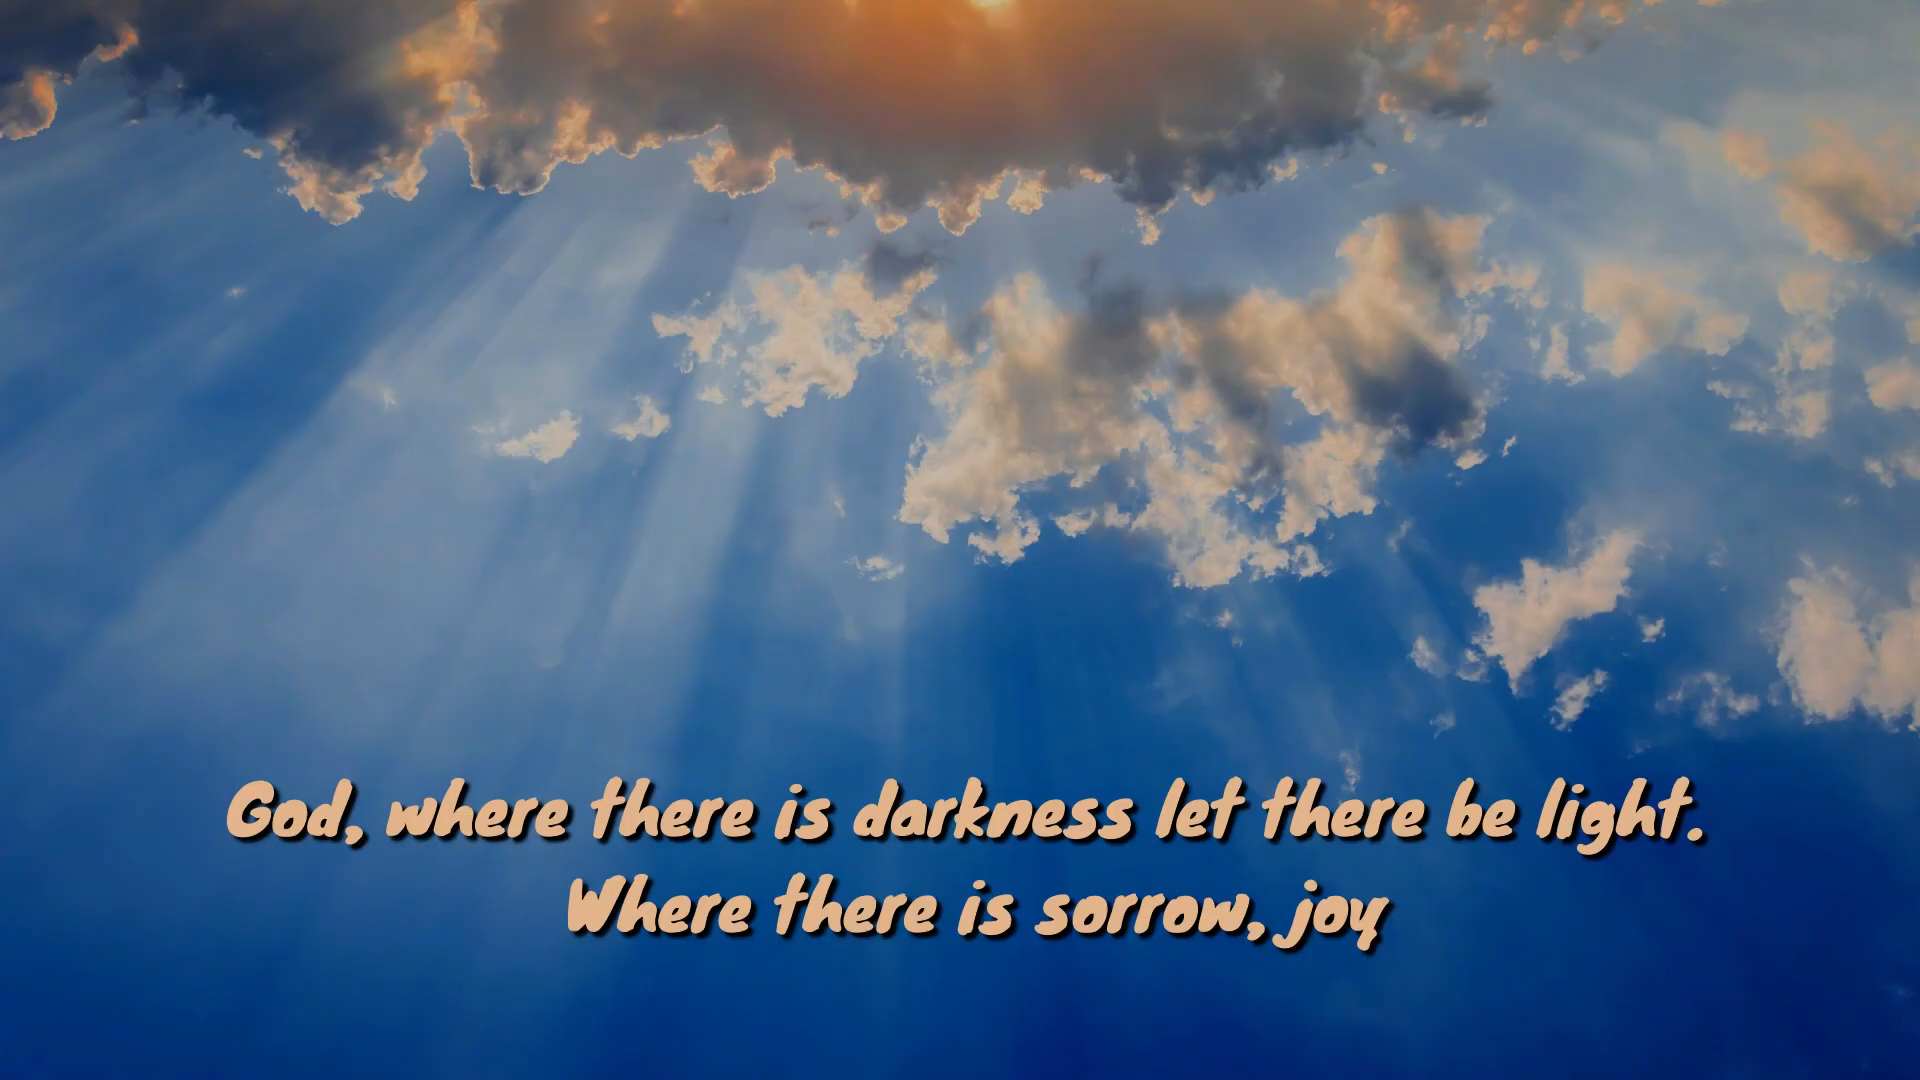 God, where there is darkness let there be light.
Where there is sorrow, joy